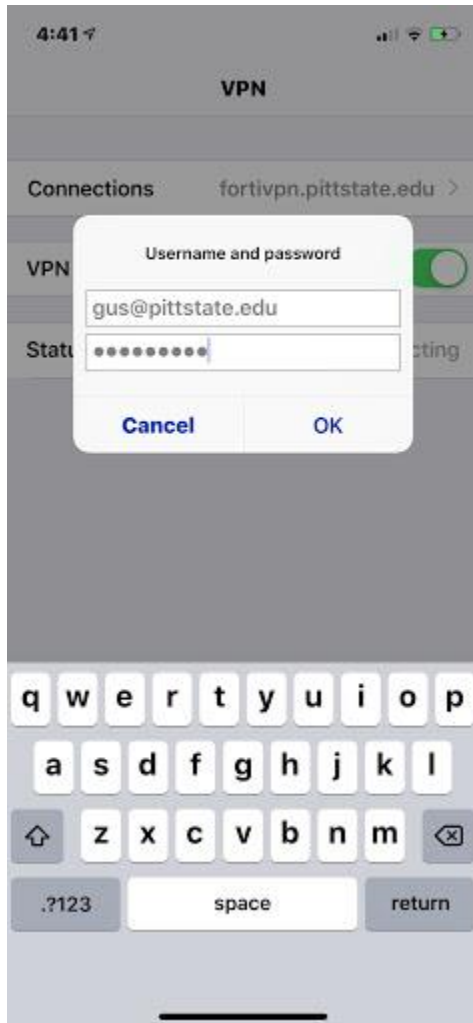 4:41
VPN
Connections fortivpn.pittstate.edu >
VPN
Username and password
gus@pittstate.edu
Statu ●●●●●●●●● cting
Cancel OK
q w e r t y u i o p
a s d f g h j k l
z x c v b n m
.?123 space return